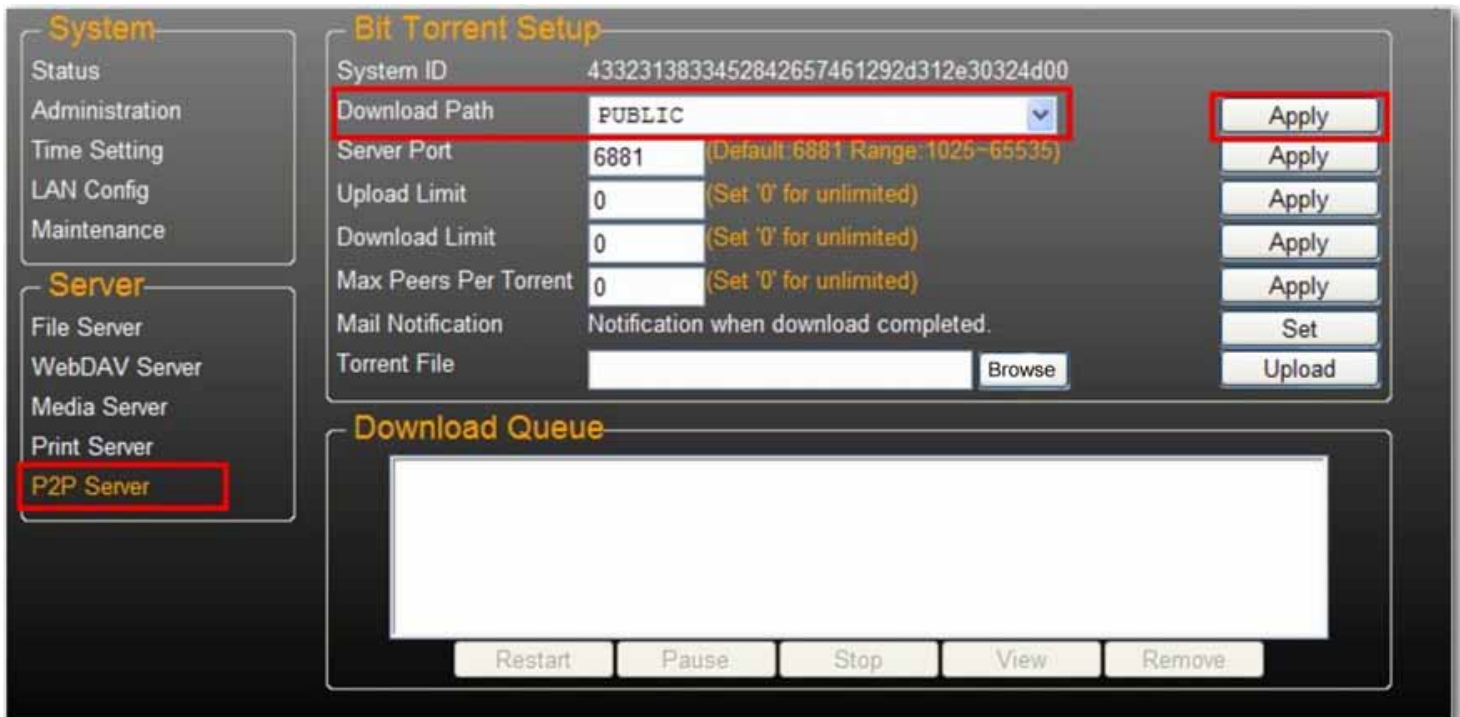 System
Status
Administration
Time Setting
LAN Config
Maintenance
Server
File Server
WebDAV Server
Media Server
Print Server
P2P Server
Bit Torrent Setup
System ID 4332313833452842657461292d312e30324d00
Download Path PUBLIC Apply
Server Port 6881 (Default:6881 Range:1025~65535) Apply
Upload Limit 0 (Set '0' for unlimited) Apply
Download Limit 0 (Set '0' for unlimited) Apply
Max Peers Per Torrent 0 (Set '0' for unlimited) Apply
Mail Notification Notification when download completed. Set
Torrent File Browse Upload
Download Queue
Restart Pause Stop View Remove